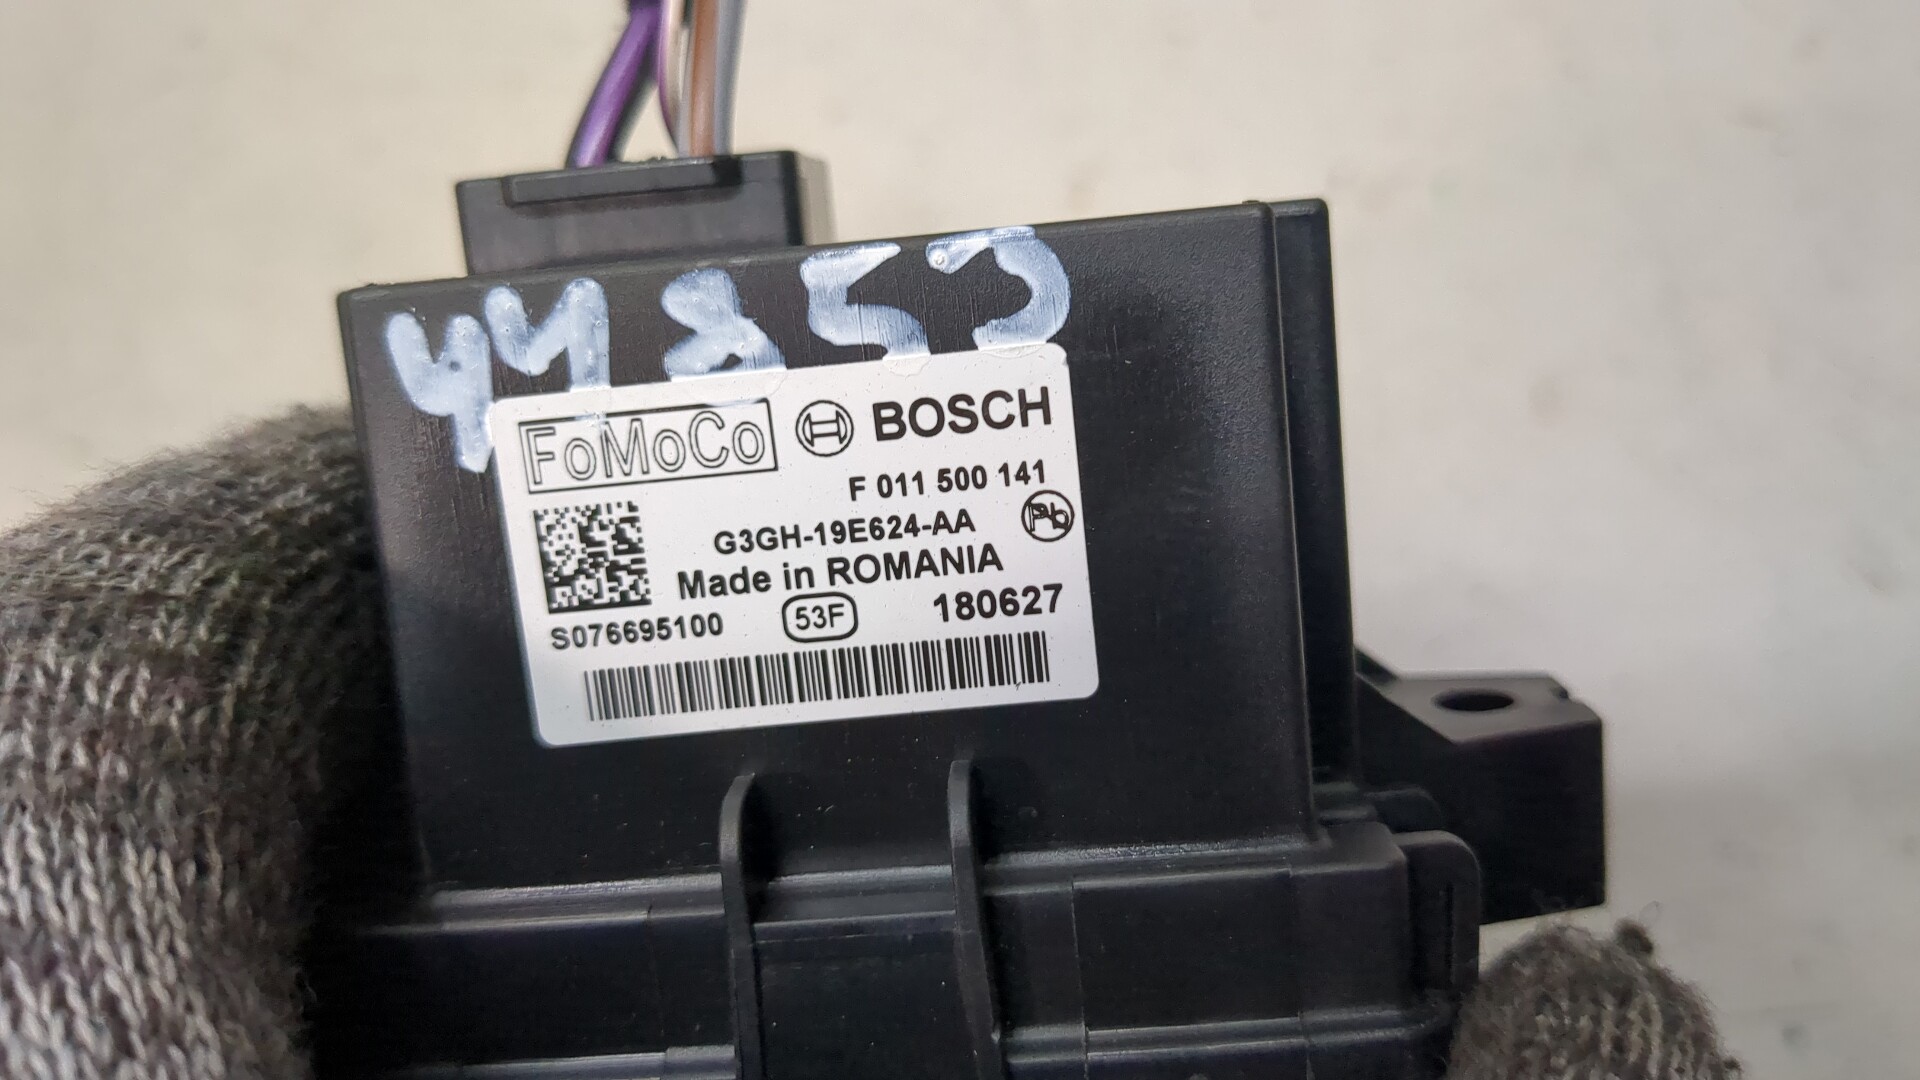 44853
FoMoCo BOSCH
F 011 500 141
G3GH-19E624-AA Pb
Made in ROMANIA
S076695100 53F 180627